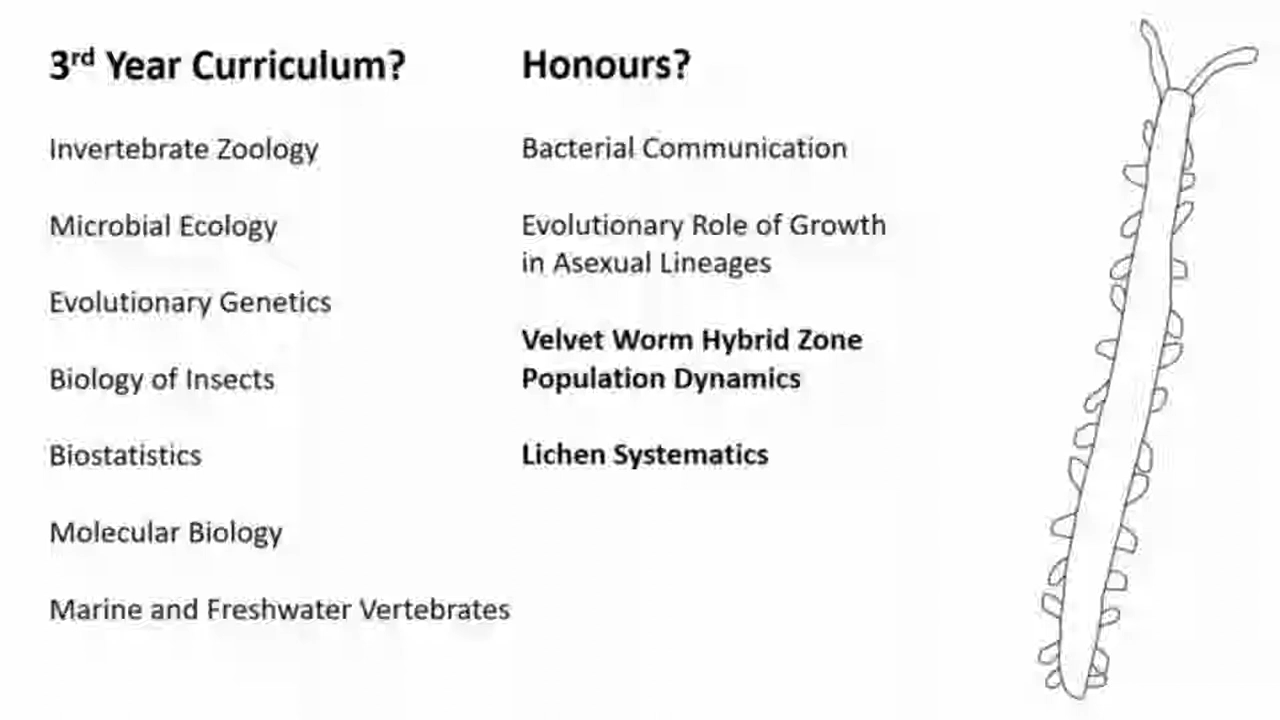 3rd Year Curriculum?
Invertebrate Zoology
Microbial Ecology
Evolutionary Genetics
Biology of Insects
Biostatistics
Molecular Biology
Marine and Freshwater Vertebrates
Honours?
Bacterial Communication
Evolutionary Role of Growth
in Asexual Lineages
Velvet Worm Hybrid Zone
Population Dynamics
Lichen Systematics